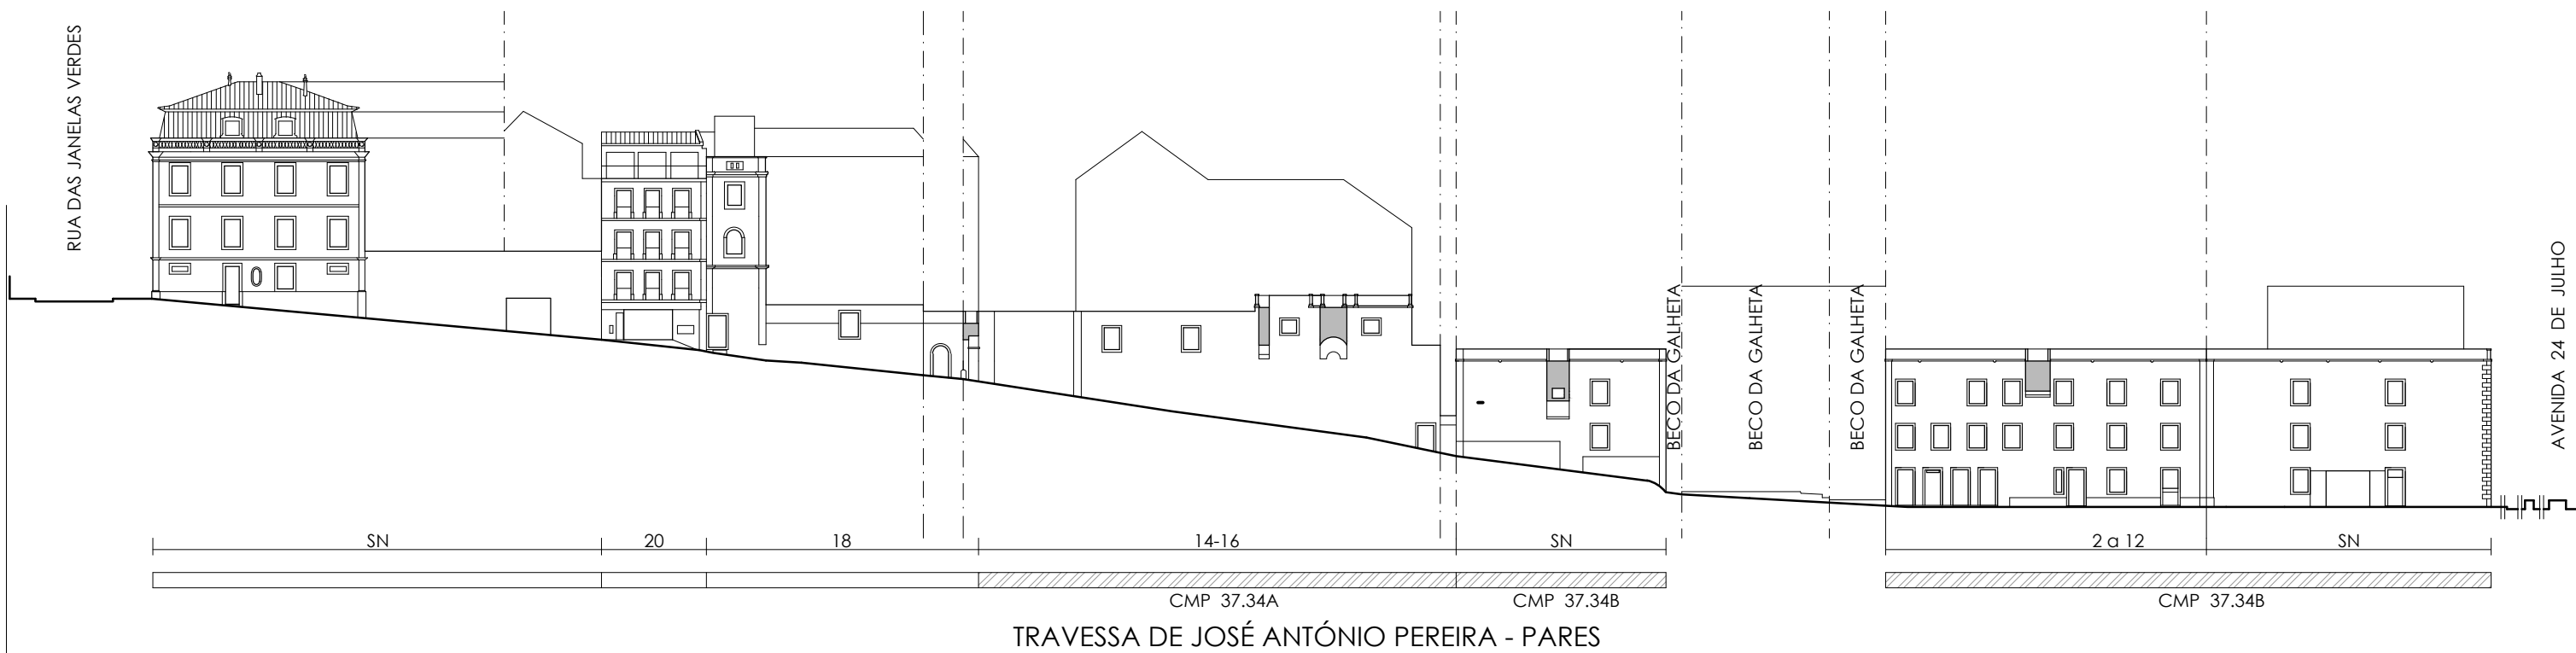 RUA DAS JANELAS VERDES
BECO DA GALHETA
BECO DA GALHETA
BECO DA GALHETA
AVENIDA 24 DE JULHO
SN
20
18
14-16
SN
2 a 12
SN
CMP 37.34A
CMP 37.34B
CMP 37.34B
TRAVESSA DE JOSÉ ANTÓNIO PEREIRA - PARES